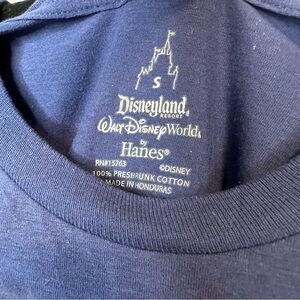 S
Disneyland
RESORT
Walt Disney World
by
Hanes®
RN#15763 ©DISNEY
100% PRESHRUNK COTTON
MADE IN HONDURAS